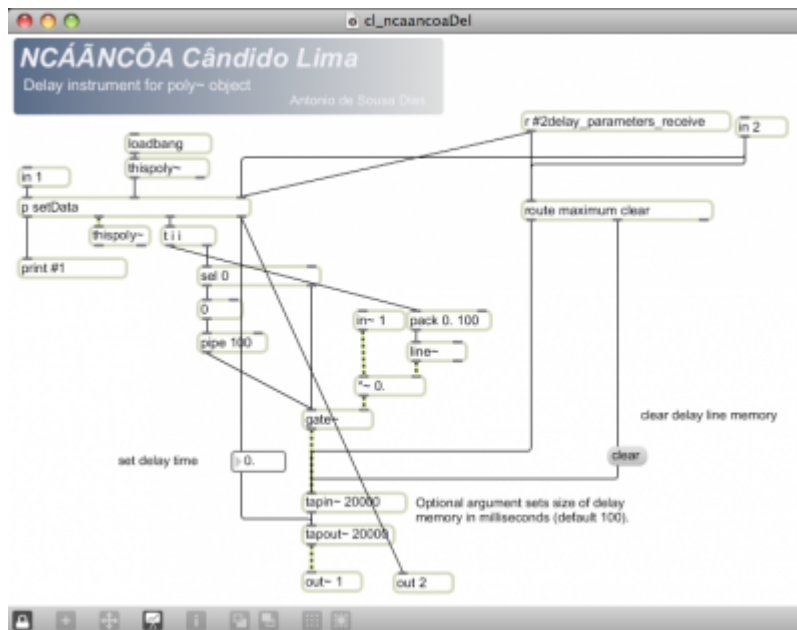 cl_ncaancoaDel
NCÁÃNCÔA Cândido Lima
Delay instrument for poly~ object
Antonio de Sousa Dias
r #2delay_parameters_receive
in 2
loadbang
thispoly~
in 1
p setData
route maximum clear
thispoly~
t i i
print #1
sel 0
0
in~ 1
pack 0. 100
pipe 100
line~
*~ 0.
gate~
clear delay line memory
set delay time
0.
clear
tapin~ 20000
Optional argument sets size of delay
memory in milliseconds (default 100).
tapout~ 20000
out~ 1
out 2